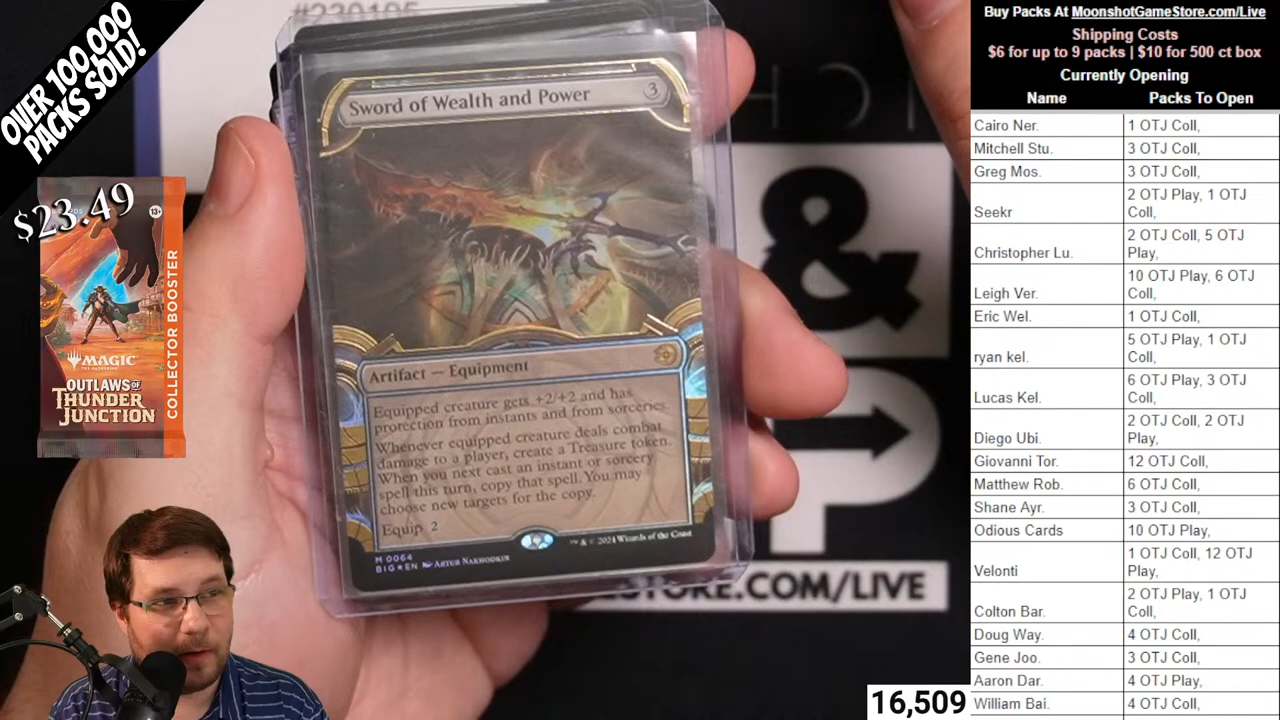 OVER 100,000
PACKS SOLD!
$23.49
13+
MAGIC
THE GATHERING
OUTLAWS OF
THUNDER
JUNCTION
COLLECTOR BOOSTER
#230105
Sword of Wealth and Power 3
Artifact — Equipment
Equipped creature gets +2/+2 and has
protection from instants and from sorceries.
Whenever equipped creature deals combat
damage to a player, create a Treasure token.
When you next cast an instant or sorcery
spell this turn, copy that spell. You may
choose new targets for the copy.
Equip 2
M 0064
BIG★EN ARTUR NAKHODKIN
™ & © 2024 Wizards of the Coast
&
P
ESTORE.COM/LIVE
16,509
Buy Packs At MoonshotGameStore.com/Live
Shipping Costs
$6 for up to 9 packs | $10 for 500 ct box
Currently Opening
Name Packs To Open
Cairo Ner. 1 OTJ Coll,
Mitchell Stu. 3 OTJ Coll,
Greg Mos. 3 OTJ Coll,
Seekr 2 OTJ Play, 1 OTJ
Coll,
Christopher Lu. 2 OTJ Coll, 5 OTJ
Play,
Leigh Ver. 10 OTJ Play, 6 OTJ
Coll,
Eric Wel. 1 OTJ Coll,
ryan kel. 5 OTJ Play, 1 OTJ
Coll,
Lucas Kel. 6 OTJ Play, 3 OTJ
Coll,
Diego Ubi. 2 OTJ Coll, 2 OTJ
Play,
Giovanni Tor. 12 OTJ Coll,
Matthew Rob. 6 OTJ Coll,
Shane Ayr. 3 OTJ Coll,
Odious Cards 10 OTJ Play,
Velonti 1 OTJ Coll, 12 OTJ
Play,
Colton Bar. 2 OTJ Play, 1 OTJ
Coll,
Doug Way. 4 OTJ Coll,
Gene Joo. 3 OTJ Coll,
Aaron Dar. 4 OTJ Play,
William Bai. 4 OTJ Coll,